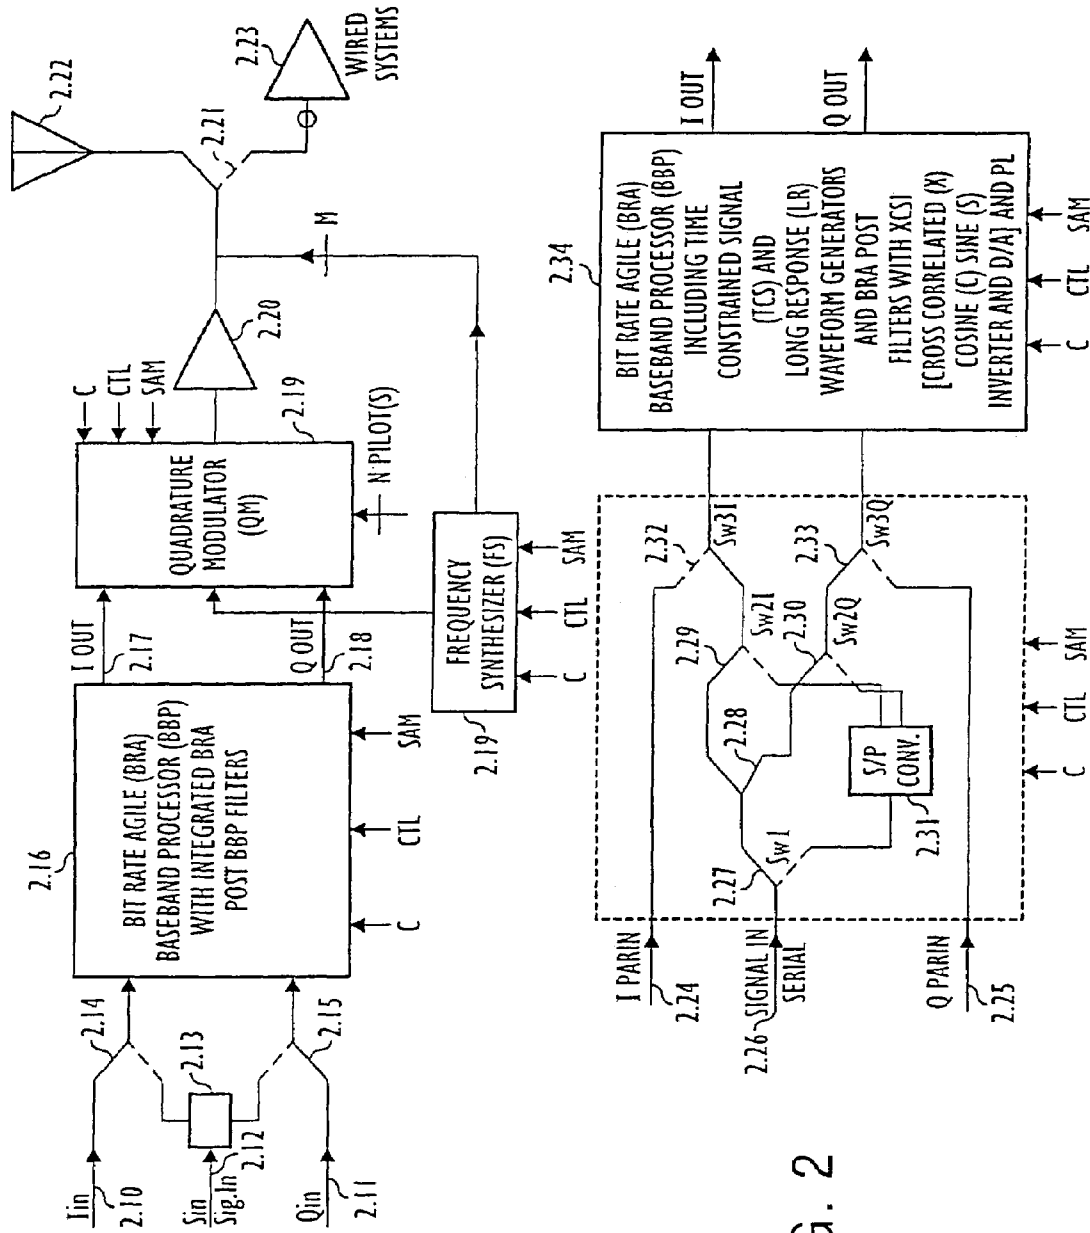 Iin
2.10
Sin
Sig.In
2.12
Qin
2.11
2.13
2.14
2.15
2.16
BIT RATE AGILE (BRA)
BASEBAND PROCESSOR (BBP)
WITH INTEGRATED BRA
POST BBP FILTERS
C
CTL
SAM
I OUT
2.17
Q OUT
2.18
QUADRATURE
MODULATOR
(QM)
2.19
C
CTL
SAM
N PILOT(S)
2.19
FREQUENCY
SYNTHESIZER (FS)
C
CTL
SAM
2.20
M
2.21
2.22
2.23
WIRED
SYSTEMS
I PARIN
2.24
2.26
SIGNAL IN
SERIAL
Q PARIN
2.25
2.27
Sw1
2.28
2.29
Sw2I
2.30
Sw2Q
S/P
CONV.
2.31
2.32
Sw3I
2.33
Sw3Q
C
CTL
SAM
2.34
BIT RATE AGILE (BRA)
BASEBAND PROCESSOR (BBP)
INCLUDING TIME
CONSTRAINED SIGNAL
(TCS) AND
LONG RESPONSE (LR)
WAVEFORM GENERATORS
AND BRA POST
FILTERS WITH XCSI
[CROSS CORRELATED (X)
COSINE (C) SINE (S)
INVERTER AND D/A] AND PL
C
CTL
SAM
I OUT
Q OUT
G. 2